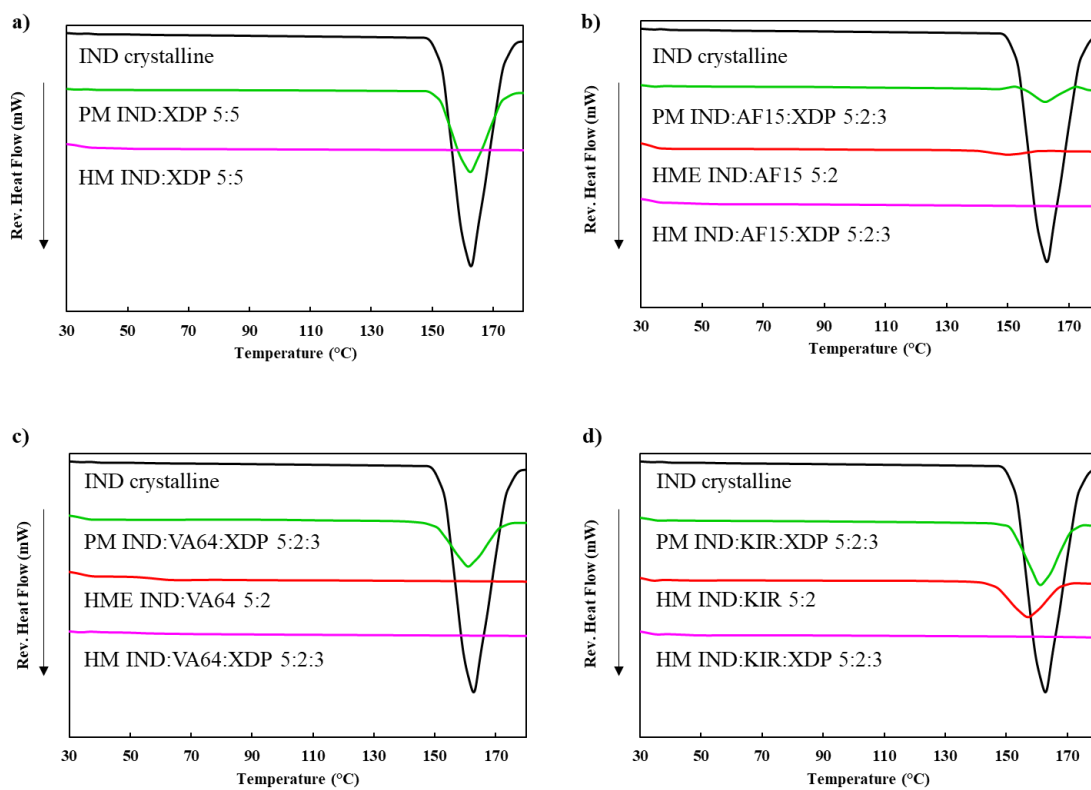 a)
Rev. Heat Flow (mW)
IND crystalline
PM IND:XDP 5:5
HM IND:XDP 5:5
30 50 70 90 110 130 150 170
Temperature (°C)
b)
Rev. Heat Flow (mW)
IND crystalline
PM IND:AF15:XDP 5:2:3
HME IND:AF15 5:2
HM IND:AF15:XDP 5:2:3
30 50 70 90 110 130 150 170
Temperature (°C)
c)
Rev. Heat Flow (mW)
IND crystalline
PM IND:VA64:XDP 5:2:3
HME IND:VA64 5:2
HM IND:VA64:XDP 5:2:3
30 50 70 90 110 130 150 170
Temperature (°C)
d)
Rev. Heat Flow (mW)
IND crystalline
PM IND:KIR:XDP 5:2:3
HM IND:KIR 5:2
HM IND:KIR:XDP 5:2:3
30 50 70 90 110 130 150 170
Temperature (°C)